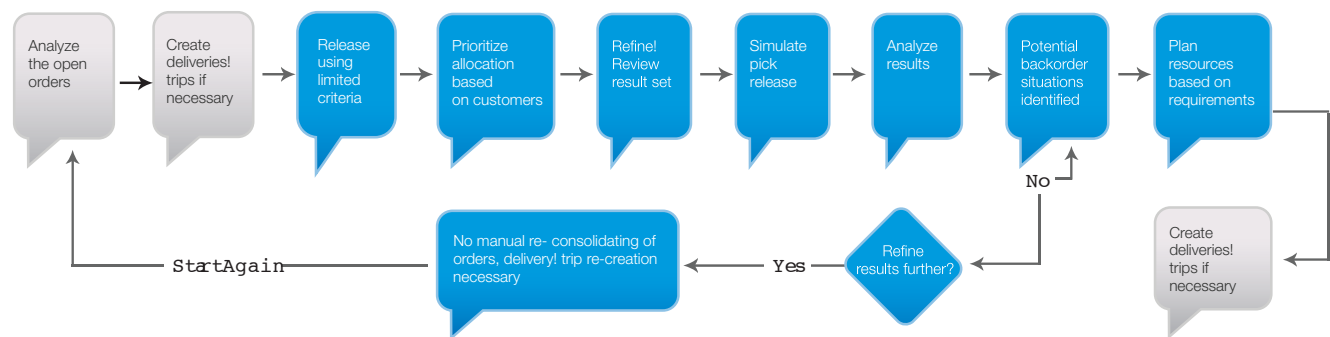 Analyze
the open
orders
Create
deliveries!
trips if
necessary
Release
using
limited
criteria
Prioritize
allocation
based
on customers
Refine!
Review
result set
Simulate
pick
release
Analyze
results
Potential
backorder
situations
identified
Plan
resources
based on
requirements
No
StartAgain
No manual re- consolidating of
orders, delivery! trip re-creation
necessary
Yes
Refine
results further?
Create
deliveries!
trips if
necessary